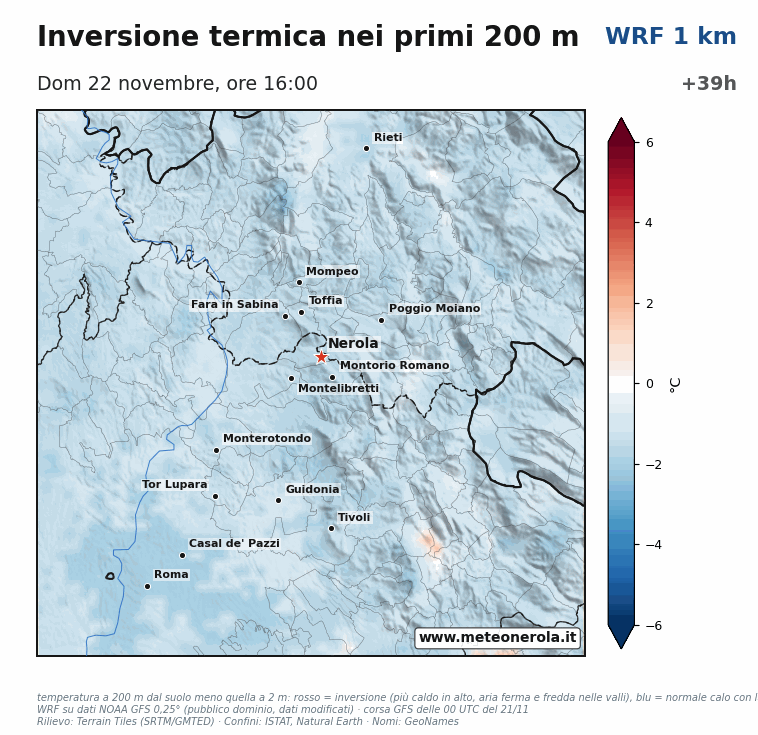 Inversione termica nei primi 200 m WRF 1 km
Dom 22 novembre, ore 16:00 +39h
Rieti
Mompeo
Toffia
Fara in Sabina
Poggio Moiano
Nerola
Montorio Romano
Montelibretti
Monterotondo
Tor Lupara
Guidonia
Tivoli
Casal de' Pazzi
Roma
6
4
2
0
−2
−4
−6
°C
www.meteonerola.it
temperatura a 200 m dal suolo meno quella a 2 m: rosso = inversione (più caldo in alto, aria ferma e fredda nelle valli), blu = normale calo con l
WRF su dati NOAA GFS 0,25° (pubblico dominio, dati modificati) · corsa GFS delle 00 UTC del 21/11
Rilievo: Terrain Tiles (SRTM/GMTED) · Confini: ISTAT, Natural Earth · Nomi: GeoNames